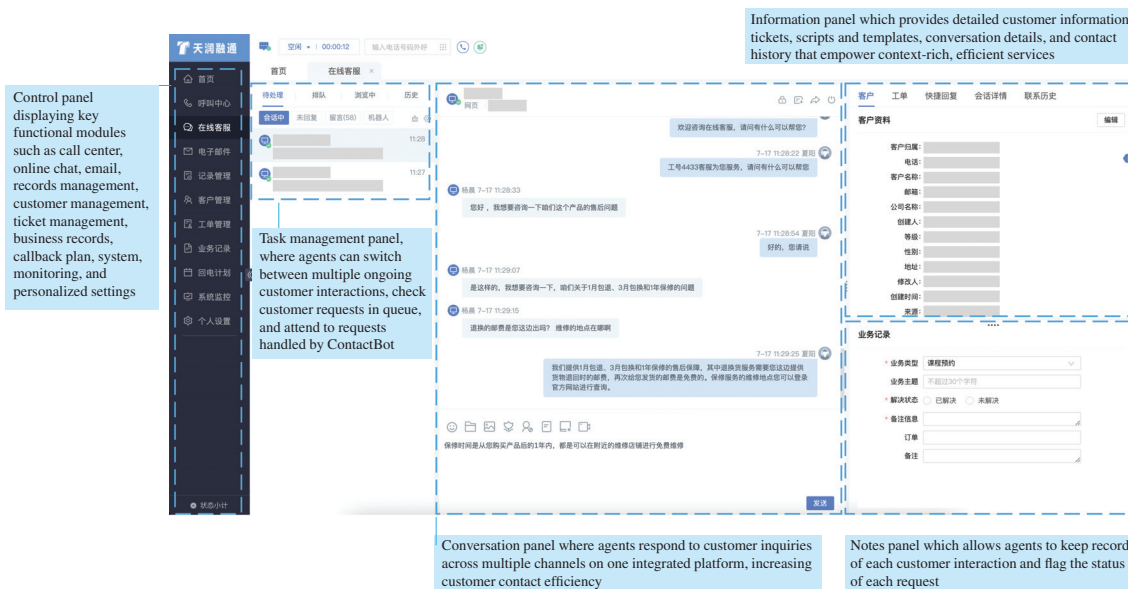 Information panel which provides detailed customer information
tickets, scripts and templates, conversation details, and contact
history that empower context-rich, efficient services
天润融通
空闲
00:00:12
输入电话号码外呼
首页
在线客服 ×
Control panel
displaying key
functional modules
such as call center,
online chat, email,
records management,
customer management,
ticket management,
business records,
callback plan, system,
monitoring, and
personalized settings
首页
呼叫中心
在线客服
电子邮件
记录管理
客户管理
工单管理
业务记录
回电计划
系统监控
个人设置
状态小计
待处理 排队 浏览中 历史
会话中 未回复 留言(58) 机器人
11:28
11:27
Task management panel,
where agents can switch
between multiple ongoing
customer interactions, check
customer requests in queue,
and attend to requests
handled by ContactBot
网页
欢迎咨询在线客服，请问有什么可以帮您?
7-17 11:28:22 夏阳
工号4433客服为您服务，请问有什么可以帮您
杨晨 7-17 11:28:33
您好 ，我想要咨询一下咱们这个产品的售后问题
7-17 11:28:54 夏阳
好的，您请说
杨晨 7-17 11:29:07
是这样的，我想要咨询一下，咱们关于1月包退、3月包换和1年保修的问题
杨晨 7-17 11:29:15
退换的邮费是您这边出吗? 维修的地点在哪啊
7-17 11:29:25 夏阳
我们提供1月包退、3月包换和1年保修的售后保障，其中退换货服务需要您这边提供
货物退回时的邮费，再次给您发货的邮费是免费的。保修服务的维修地点您可以登录
官方网站进行查询。
保修时间是从您购买产品后的1年内，都是可以在附近的维修店铺进行免费维修
发送
客户 工单 快捷回复 会话详情 联系历史
客户资料
编辑
客户归属:
电话:
客户名称:
邮箱:
公司名称:
创建人:
等级:
性别:
地址:
修改人:
创建时间:
来源:
业务记录
* 业务类型 课程预约
业务主题 不超过30个字符
* 解决状态 已解决 未解决
* 备注信息
订单
备注
Conversation panel where agents respond to customer inquiries
across multiple channels on one integrated platform, increasing
customer contact efficiency
Notes panel which allows agents to keep record
of each customer interaction and flag the status
of each request